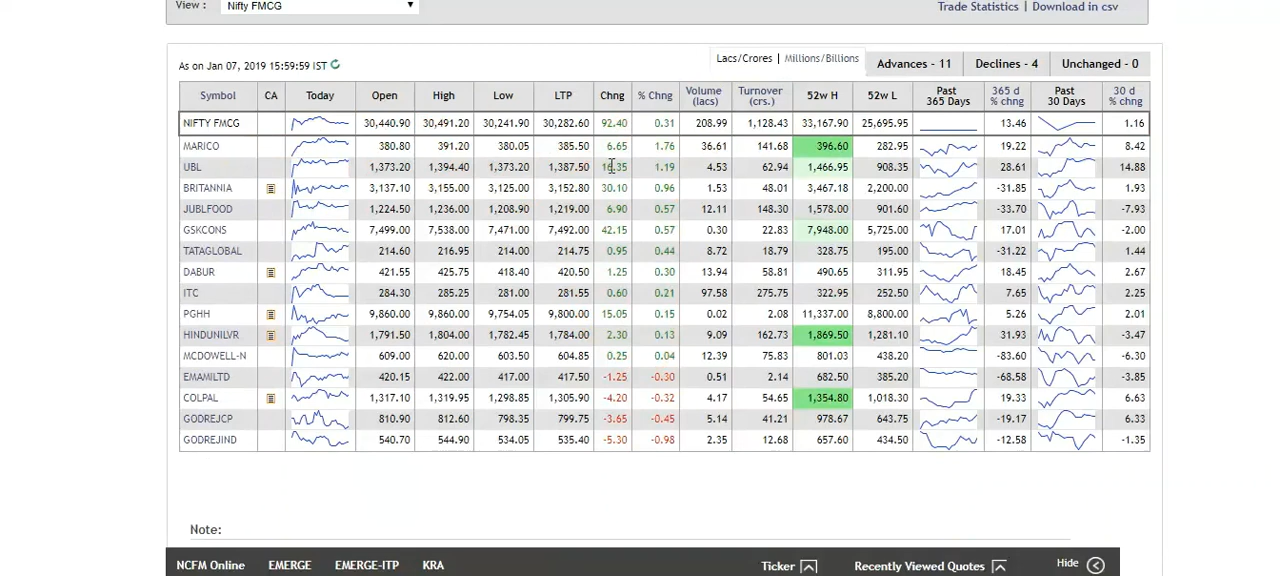 View : Nifty FMCG Trade Statistics | Download in csv
Lacs/Crores | Millions/Billions Advances - 11 Declines - 4 Unchanged - 0
As on Jan 07, 2019 15:59:59 IST
Symbol CA Today Open High Low LTP Chng % Chng Volume (lacs) Turnover (crs.) 52w H 52w L Past 365 Days 365 d % chng Past 30 Days 30 d % chng
NIFTY FMCG 30,440.90 30,491.20 30,241.90 30,282.60 92.40 0.31 208.99 1,128.43 33,167.90 25,695.95 13.46 1.16
MARICO 380.80 391.20 380.05 385.50 6.65 1.76 36.61 141.68 396.60 282.95 19.22 8.42
UBL 1,373.20 1,394.40 1,373.20 1,387.50 1.19 4.53 62.94 1,466.95 908.35 28.61 14.88
BRITANNIA 3,137.10 3,155.00 3,125.00 3,152.80 30.10 0.96 1.53 48.01 3,467.18 2,200.00 -31.85 1.93
JUBLFOOD 1,224.50 1,236.00 1,208.90 1,219.00 6.90 0.57 12.11 148.30 1,578.00 901.60 -33.70 -7.93
GSKCONS 7,499.00 7,538.00 7,471.00 7,492.00 42.15 0.57 0.30 22.83 7,948.00 5,725.00 17.01 -2.00
TATAGLOBAL 214.60 216.95 214.00 214.75 0.95 0.44 8.72 18.79 328.75 195.00 -31.22 1.44
DABUR 421.55 425.75 418.40 420.50 1.25 0.30 13.94 58.81 490.65 311.95 18.45 2.67
ITC 284.30 285.25 281.00 281.55 0.60 0.21 97.58 275.75 322.95 252.50 7.65 2.25
PGHH 9,860.00 9,860.00 9,754.05 9,800.00 15.05 0.15 0.02 2.08 11,337.00 8,800.00 5.26 2.01
HINDUNILVR 1,791.50 1,804.00 1,782.45 1,784.00 2.30 0.13 9.09 162.73 1,869.50 1,281.10 31.93 -3.47
MCDOWELL-N 609.00 620.00 603.50 604.85 0.25 0.04 12.39 75.83 801.03 438.20 -83.60 -6.30
EMAMILTD 420.15 422.00 417.00 417.50 -1.25 -0.30 0.51 2.14 682.50 385.20 -68.58 -3.85
COLPAL 1,317.10 1,319.95 1,298.85 1,305.90 -4.20 -0.32 4.17 54.65 1,354.80 1,018.30 19.33 6.63
GODREJCP 810.90 812.60 798.35 799.75 -3.65 -0.45 5.14 41.21 978.67 643.75 -19.17 6.33
GODREJIND 540.70 544.90 534.05 535.40 -5.30 -0.98 2.35 12.68 657.60 434.50 -12.58 -1.35
Note:
NCFM Online EMERGE EMERGE-ITP KRA Ticker Recently Viewed Quotes Hide